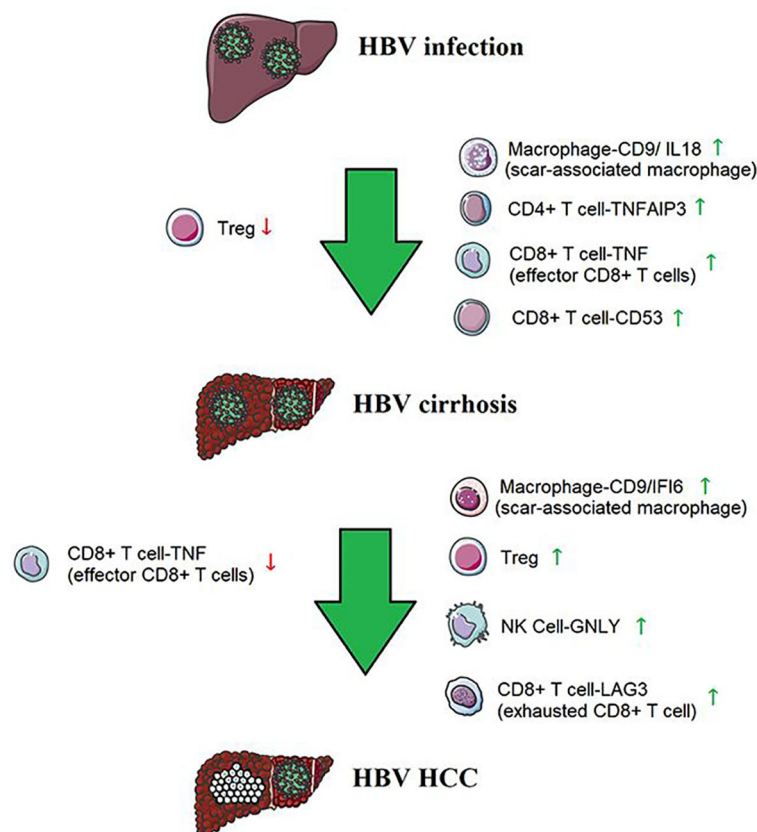 HBV infection
Macrophage-CD9/ IL18 ↑
(scar-associated macrophage)
Treg ↓
CD4+ T cell-TNFAIP3 ↑
CD8+ T cell-TNF
(effector CD8+ T cells) ↑
CD8+ T cell-CD53 ↑
HBV cirrhosis
Macrophage-CD9/IFI6 ↑
(scar-associated macrophage)
CD8+ T cell-TNF
(effector CD8+ T cells) ↓
Treg ↑
NK Cell-GNLY ↑
CD8+ T cell-LAG3
(exhausted CD8+ T cell) ↑
HBV HCC